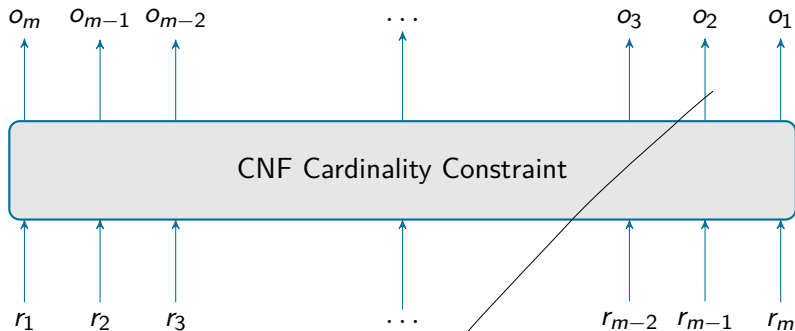 o_m o_{m−1} o_{m−2} ... o_3 o_2 o_1
CNF Cardinality Constraint
r_1 r_2 r_3 ... r_{m−2} r_{m−1} r_m